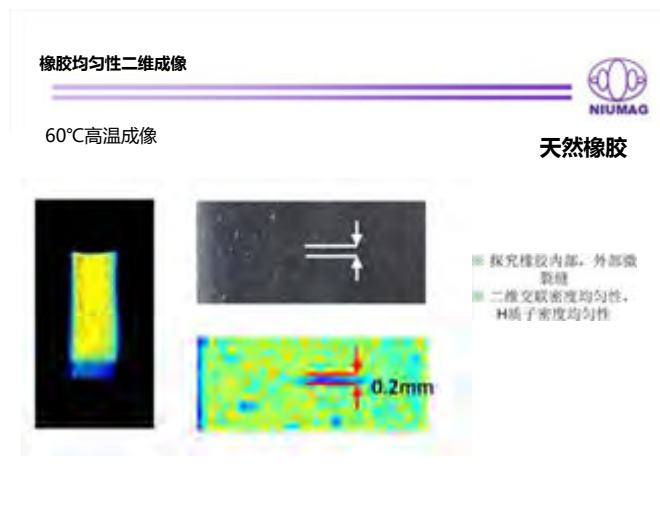 橡胶均匀性二维成像
NIUMAG
60℃高温成像
天然橡胶
※ 探究橡胶内部，外部微
裂缝
※ 二维交联密度均匀性，
H质子密度均匀性
0.2mm